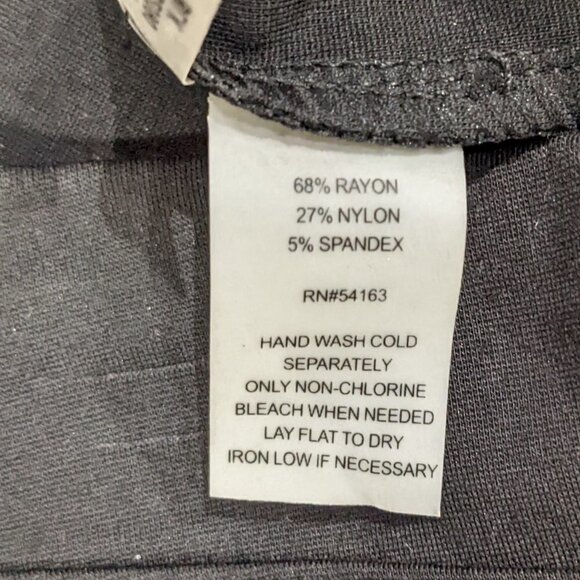 68% RAYON
27% NYLON
5% SPANDEX
RN#54163
HAND WASH COLD
SEPARATELY
ONLY NON-CHLORINE
BLEACH WHEN NEEDED
LAY FLAT TO DRY
IRON LOW IF NECESSARY